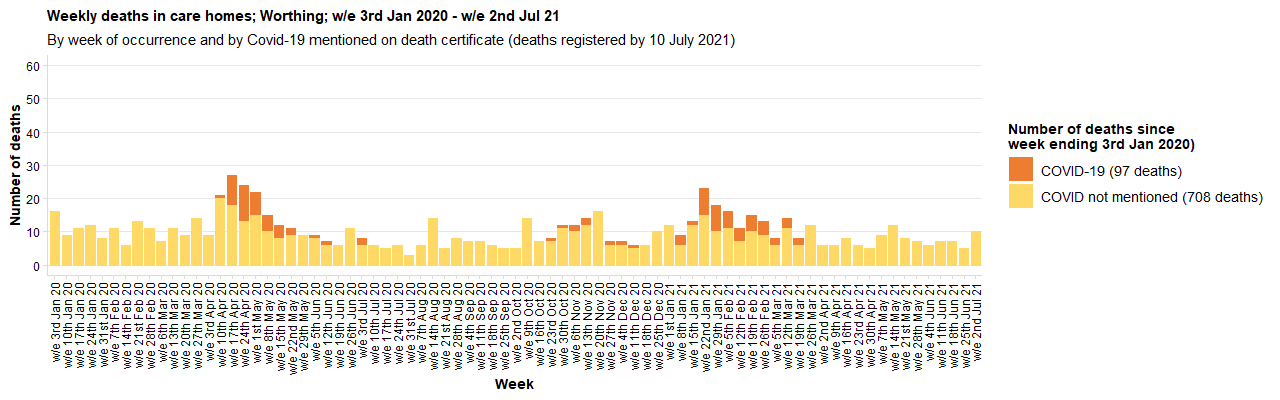 Weekly deaths in care homes; Worthing; w/e 3rd Jan 2020 - w/e 2nd Jul 21
By week of occurrence and by Covid-19 mentioned on death certificate (deaths registered by 10 July 2021)
Number of deaths
60
50
40
30
20
10
0
w/e 3rd Jan 20
w/e 10th Jan 20
w/e 17th Jan 20
w/e 24th Jan 20
w/e 31st Jan 20
w/e 7th Feb 20
w/e 14th Feb 20
w/e 21st Feb 20
w/e 28th Feb 20
w/e 6th Mar 20
w/e 13th Mar 20
w/e 20th Mar 20
w/e 27th Mar 20
w/e 3rd Apr 20
w/e 10th Apr 20
w/e 17th Apr 20
w/e 24th Apr 20
w/e 1st May 20
w/e 8th May 20
w/e 15th May 20
w/e 22nd May 20
w/e 29th May 20
w/e 5th Jun 20
w/e 12th Jun 20
w/e 19th Jun 20
w/e 26th Jun 20
w/e 3rd Jul 20
w/e 10th Jul 20
w/e 17th Jul 20
w/e 24th Jul 20
w/e 31st Jul 20
w/e 7th Aug 20
w/e 14th Aug 20
w/e 21st Aug 20
w/e 28th Aug 20
w/e 4th Sep 20
w/e 11th Sep 20
w/e 18th Sep 20
w/e 25th Sep 20
w/e 2nd Oct 20
w/e 9th Oct 20
w/e 16th Oct 20
w/e 23rd Oct 20
w/e 30th Oct 20
w/e 6th Nov 20
w/e 13th Nov 20
w/e 20th Nov 20
w/e 27th Nov 20
w/e 4th Dec 20
w/e 11th Dec 20
w/e 18th Dec 20
w/e 25th Dec 20
w/e 1st Jan 21
w/e 8th Jan 21
w/e 15th Jan 21
w/e 22nd Jan 21
w/e 29th Jan 21
w/e 5th Feb 21
w/e 12th Feb 21
w/e 19th Feb 21
w/e 26th Feb 21
w/e 5th Mar 21
w/e 12th Mar 21
w/e 19th Mar 21
w/e 26th Mar 21
w/e 2nd Apr 21
w/e 9th Apr 21
w/e 16th Apr 21
w/e 23rd Apr 21
w/e 30th Apr 21
w/e 7th May 21
w/e 14th May 21
w/e 21st May 21
w/e 28th May 21
w/e 4th Jun 21
w/e 11th Jun 21
w/e 18th Jun 21
w/e 25th Jun 21
w/e 2nd Jul 21
Week
Number of deaths since
week ending 3rd Jan 2020)
COVID-19 (97 deaths)
COVID not mentioned (708 deaths)